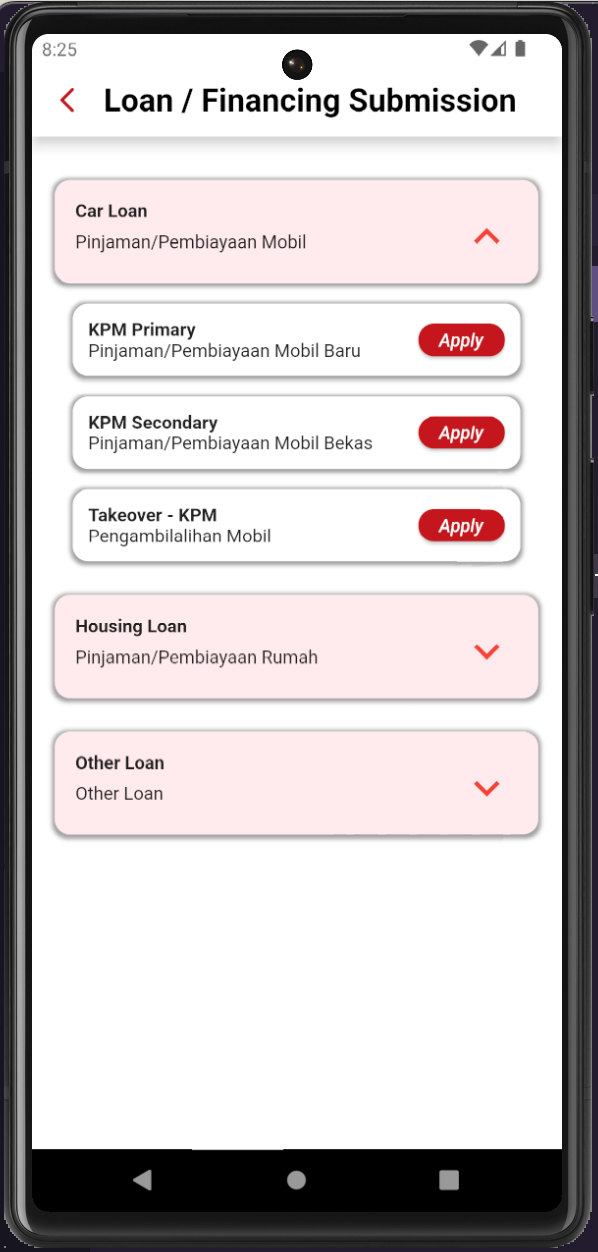 8:25
Loan / Financing Submission
Car Loan
Pinjaman/Pembiayaan Mobil
KPM Primary
Pinjaman/Pembiayaan Mobil Baru
Apply
KPM Secondary
Pinjaman/Pembiayaan Mobil Bekas
Apply
Takeover - KPM
Pengambilalihan Mobil
Apply
Housing Loan
Pinjaman/Pembiayaan Rumah
Other Loan
Other Loan